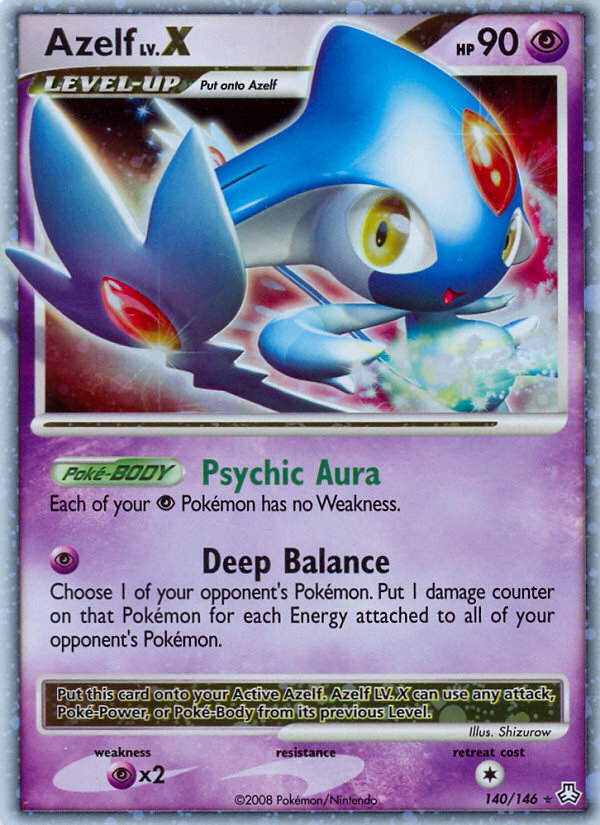 Azelf LV.X HP 90
LEVEL-UP Put onto Azelf
Poké-BODY Psychic Aura
Each of your Pokémon has no Weakness.
Deep Balance
Choose 1 of your opponent's Pokémon. Put 1 damage counter
on that Pokémon for each Energy attached to all of your
opponent's Pokémon.
Put this card onto your Active Azelf. Azelf LV.X can use any attack,
Poké-Power, or Poké-Body from its previous Level.
Illus. Shizurow
weakness resistance retreat cost
x2
©2008 Pokémon/Nintendo 140/146